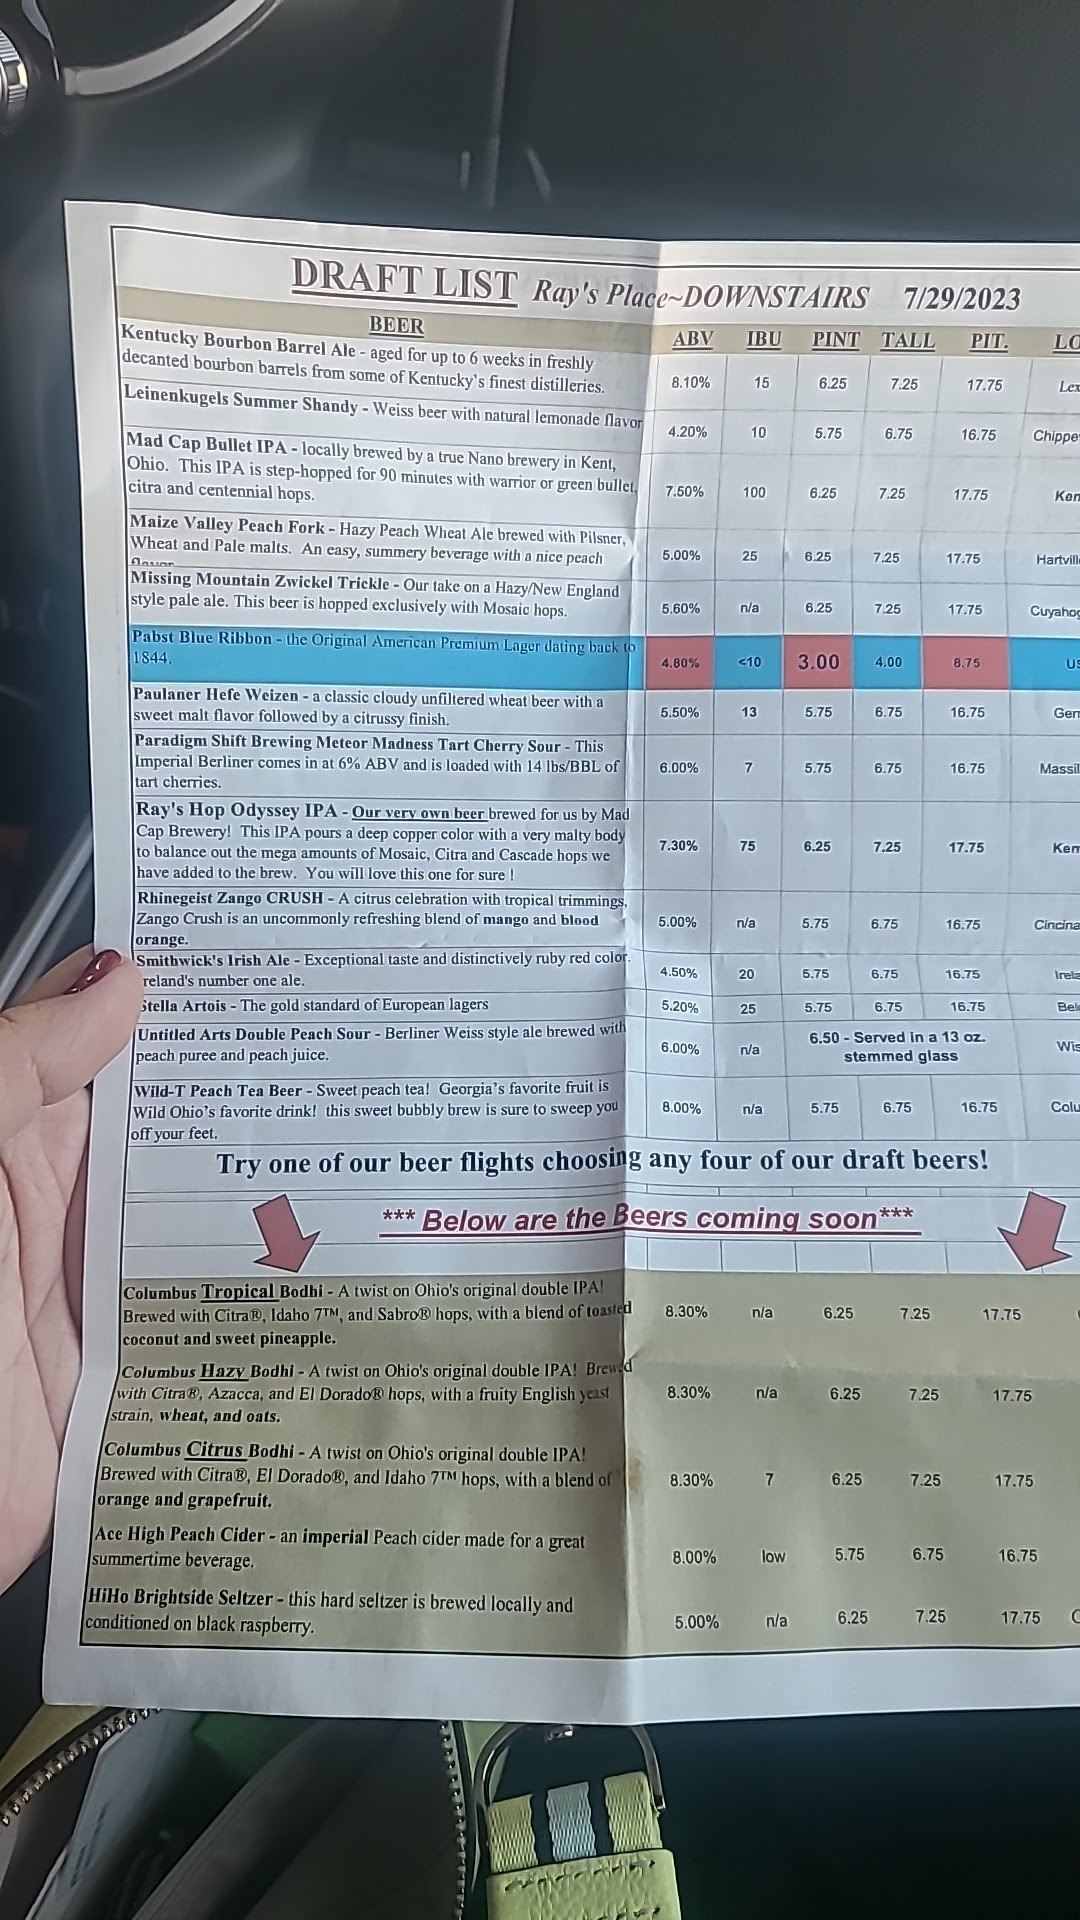 DRAFT LIST Ray's Place~DOWNSTAIRS 7/29/2023
BEER ABV IBU PINT TALL PIT. LO
Kentucky Bourbon Barrel Ale - aged for up to 6 weeks in freshly
decanted bourbon barrels from some of Kentucky's finest distilleries. 8.10% 15 6.25 7.25 17.75 Lex
Leinenkugels Summer Shandy - Weiss beer with natural lemonade flavor 4.20% 10 5.75 6.75 16.75 Chippe
Mad Cap Bullet IPA - locally brewed by a true Nano brewery in Kent,
Ohio. This IPA is step-hopped for 90 minutes with warrior or green bullet, 7.50% 100 6.25 7.25 17.75 Ken
citra and centennial hops.
Maize Valley Peach Fork - Hazy Peach Wheat Ale brewed with Pilsner,
Wheat and Pale malts. An easy, summery beverage with a nice peach 5.00% 25 6.25 7.25 17.75 Hartvill
flavor
Missing Mountain Zwickel Trickle - Our take on a Hazy/New England
style pale ale. This beer is hopped exclusively with Mosaic hops. 5.60% n/a 6.25 7.25 17.75 Cuyahog
Pabst Blue Ribbon - the Original American Premium Lager dating back to
1844. 4.80% <10 3.00 4.00 8.75 US
Paulaner Hefe Weizen - a classic cloudy unfiltered wheat beer with a
sweet malt flavor followed by a citrussy finish. 5.50% 13 5.75 6.75 16.75 Ger
Paradigm Shift Brewing Meteor Madness Tart Cherry Sour - This
Imperial Berliner comes in at 6% ABV and is loaded with 14 lbs/BBL of 6.00% 7 5.75 6.75 16.75 Massil
tart cherries.
Ray's Hop Odyssey IPA - Our very own beer brewed for us by Mad
Cap Brewery! This IPA pours a deep copper color with a very malty body
to balance out the mega amounts of Mosaic, Citra and Cascade hops we 7.30% 75 6.25 7.25 17.75 Ken
have added to the brew. You will love this one for sure !
Rhinegeist Zango CRUSH - A citrus celebration with tropical trimmings,
Zango Crush is an uncommonly refreshing blend of mango and blood 5.00% n/a 5.75 6.75 16.75 Cincina
orange.
Smithwick's Irish Ale - Exceptional taste and distinctively ruby red color.
reland's number one ale. 4.50% 20 5.75 6.75 16.75 Irela
Stella Artois - The gold standard of European lagers 5.20% 25 5.75 6.75 16.75 Bel
Untitled Arts Double Peach Sour - Berliner Weiss style ale brewed with 6.50 - Served in a 13 oz.
peach puree and peach juice. 6.00% n/a stemmed glass Wis
Wild-T Peach Tea Beer - Sweet peach tea! Georgia's favorite fruit is
Wild Ohio's favorite drink! this sweet bubbly brew is sure to sweep you 8.00% n/a 5.75 6.75 16.75 Colu
off your feet.
Try one of our beer flights choosing any four of our draft beers!
*** Below are the Beers coming soon***
Columbus Tropical Bodhi - A twist on Ohio's original double IPA!
Brewed with Citra®, Idaho 7™, and Sabro® hops, with a blend of toasted 8.30% n/a 6.25 7.25 17.75
coconut and sweet pineapple.
Columbus Hazy Bodhi - A twist on Ohio's original double IPA! Brewed
with Citra®, Azacca, and El Dorado® hops, with a fruity English yeast 8.30% n/a 6.25 7.25 17.75
strain, wheat, and oats.
Columbus Citrus Bodhi - A twist on Ohio's original double IPA!
Brewed with Citra®, El Dorado®, and Idaho 7™ hops, with a blend of 8.30% 7 6.25 7.25 17.75
orange and grapefruit.
Ace High Peach Cider - an imperial Peach cider made for a great
summertime beverage. 8.00% low 5.75 6.75 16.75
HiHo Brightside Seltzer - this hard seltzer is brewed locally and
conditioned on black raspberry. 5.00% n/a 6.25 7.25 17.75